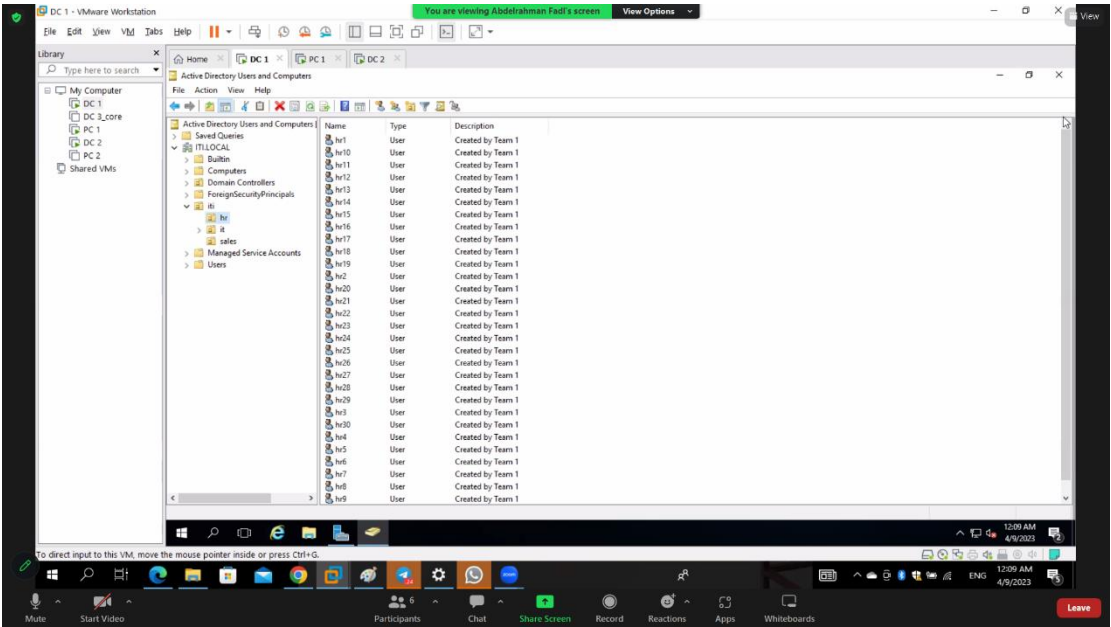 DC 1 - VMware Workstation
You are viewing Abdelrahman Fadl's screen
View Options
View
File Edit View VM Tabs Help
Library
Type here to search
My Computer
DC 1
DC 3_core
PC 1
DC 2
PC 2
Shared VMs
Home
DC 1
PC 1
DC 2
Active Directory Users and Computers
File Action View Help
Active Directory Users and Computers [
Saved Queries
ITI.LOCAL
Builtin
Computers
Domain Controllers
ForeignSecurityPrincipals
iti
hr
it
sales
Managed Service Accounts
Users
Name Type Description
hr1 User Created by Team 1
hr10 User Created by Team 1
hr11 User Created by Team 1
hr12 User Created by Team 1
hr13 User Created by Team 1
hr14 User Created by Team 1
hr15 User Created by Team 1
hr16 User Created by Team 1
hr17 User Created by Team 1
hr18 User Created by Team 1
hr19 User Created by Team 1
hr2 User Created by Team 1
hr20 User Created by Team 1
hr21 User Created by Team 1
hr22 User Created by Team 1
hr23 User Created by Team 1
hr24 User Created by Team 1
hr25 User Created by Team 1
hr26 User Created by Team 1
hr27 User Created by Team 1
hr28 User Created by Team 1
hr29 User Created by Team 1
hr3 User Created by Team 1
hr30 User Created by Team 1
hr4 User Created by Team 1
hr5 User Created by Team 1
hr6 User Created by Team 1
hr7 User Created by Team 1
hr8 User Created by Team 1
hr9 User Created by Team 1
12:09 AM
4/9/2023
To direct input to this VM, move the mouse pointer inside or press Ctrl+G.
ENG
12:09 AM
4/9/2023
Mute
Start Video
6
Participants
Chat
Share Screen
Record
Reactions
Apps
Whiteboards
Leave